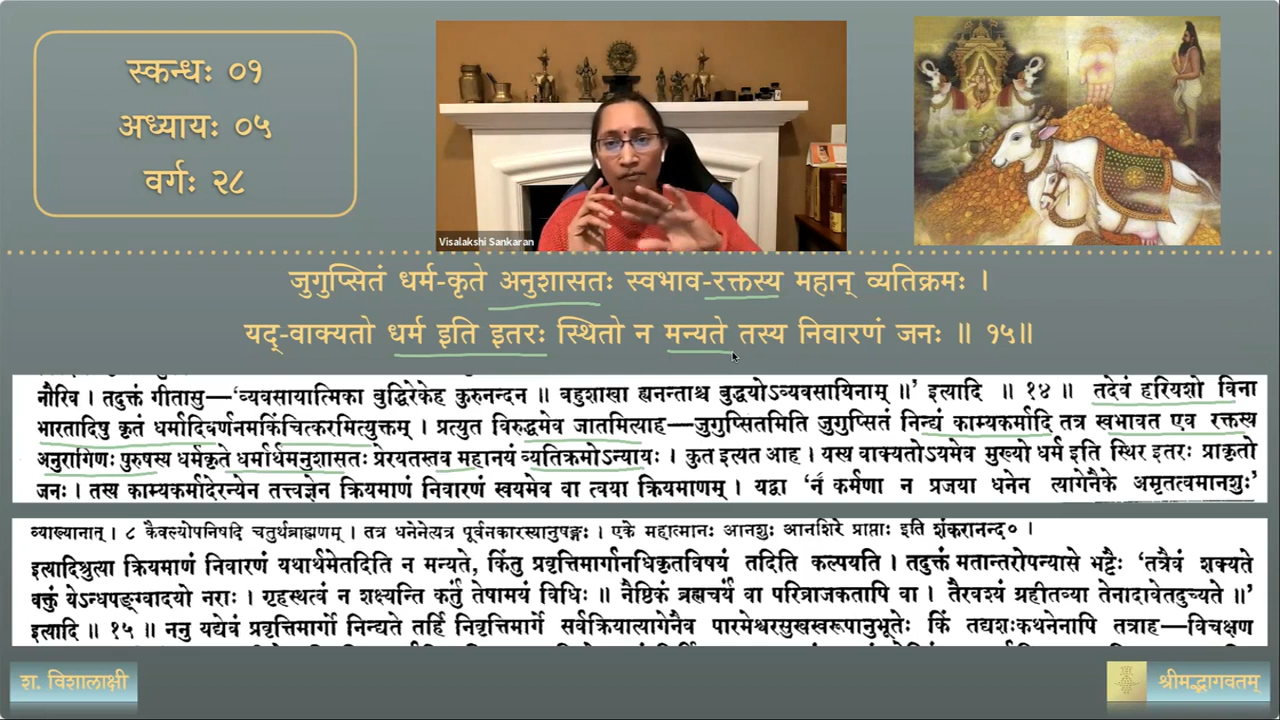 स्कन्धः ०१
अध्यायः ०५
वर्गः २८
Visalakshi Sankaran
जुगुप्सितं धर्म-कृते अनुशासतः स्वभाव-रक्तस्य महान् व्यतिक्रमः ।
यद्-वाक्यतो धर्म इति इतरः स्थितो न मन्यते तस्य निवारणं जनः ॥ १५॥
नौरिव । तदुक्तं गीतासु—‘व्यवसायात्मिका बुद्धिरेकेह कुरुनन्दन ॥ बहुशाखा ह्यनन्ताश्च बुद्धयोऽव्यवसायिनाम् ॥’ इत्यादि ॥ १४ ॥ तदेवं हरियशो विना
भारतादिषु कृतं धर्मादिवर्णनमकिंचित्करमित्युक्तम् । प्रत्युत विरुद्धमेव जातमित्याह—जुगुप्सितमिति जुगुप्सितं निन्द्यं काम्यकर्मादि तत्र स्वभावत एव रक्तस्य
अनुरागिणः पुरुषस्य धर्मकृते धर्मार्थमनुशासतः प्रेरयतस्तव महानयं व्यतिक्रमोऽन्यायः । कुत इत्यत आह । यस्य वाक्यतोऽयमेव मुख्यो धर्म इति स्थिर इतरः प्राकृतो
जनः । तस्य काम्यकर्मादेरन्येन तत्त्वज्ञेन क्रियमाणं निवारणं स्वयमेव वा त्वया क्रियमाणम् । यद्वा ‘न कर्मणा न प्रजया धनेन त्यागेनैके अमृतत्वमानशुः’
व्याख्यानात् । ८ कैवल्योपनिषदि चतुर्थब्राह्मणम् । तत्र धनेनेत्यत्र पूर्वनकारस्यानुषङ्गः । एके महात्मानः आनशुः आनशिरे प्राप्ताः इति शंकरानन्द० ।
इत्यादिश्रुत्या क्रियमाणं निवारणं यथार्थमेतदिति न मन्यते, किंतु प्रवृत्तिमार्गानधिकृतविषयं तदिति कल्पयति । तदुक्तं मतान्तरोपन्यासे भट्टैः ‘तत्रैवं शक्यते
वक्तुं येऽन्धपङ्ग्वादयो नराः । गृहस्थत्वं न शक्ष्यन्ति कर्तुं तेषामयं विधिः ॥ नैष्ठिकं ब्रह्मचर्यं वा परिव्राजकतापि वा । तैरवश्यं ग्रहीतव्या तेनादावेतदुच्यते ॥’
इत्यादि ॥ १५ ॥ ननु यद्येवं प्रवृत्तिमार्गो निन्द्यते तर्हि निवृत्तिमार्गे सर्वक्रियात्यागेनैव पारमेश्वरसुखस्वरूपानुभूतेः किं तद्यशःकथनेनापि तत्राह—विचक्षण
श. विशालाक्षी
श्रीमद्भागवतम्